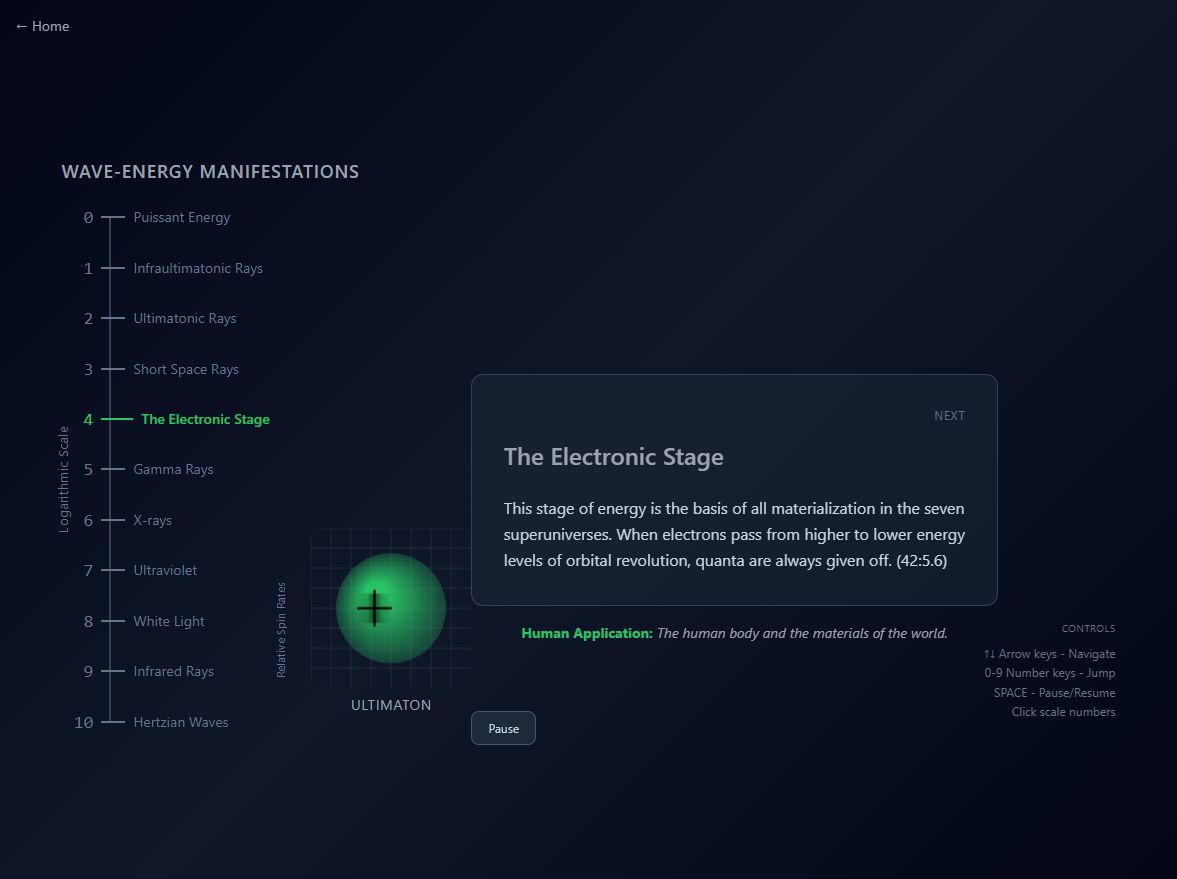 ← Home
WAVE-ENERGY MANIFESTATIONS
0 Puissant Energy
1 Infraultimatonic Rays
2 Ultimatonic Rays
3 Short Space Rays
4 The Electronic Stage
5 Gamma Rays
6 X-rays
7 Ultraviolet
8 White Light
9 Infrared Rays
10 Hertzian Waves
Logarithmic Scale
Relative Spin Rates
ULTIMATON
NEXT
The Electronic Stage
This stage of energy is the basis of all materialization in the seven
superuniverses. When electrons pass from higher to lower energy
levels of orbital revolution, quanta are always given off. (42:5.6)
Human Application: The human body and the materials of the world.
Pause
CONTROLS
↑↓ Arrow keys - Navigate
0-9 Number keys - Jump
SPACE - Pause/Resume
Click scale numbers